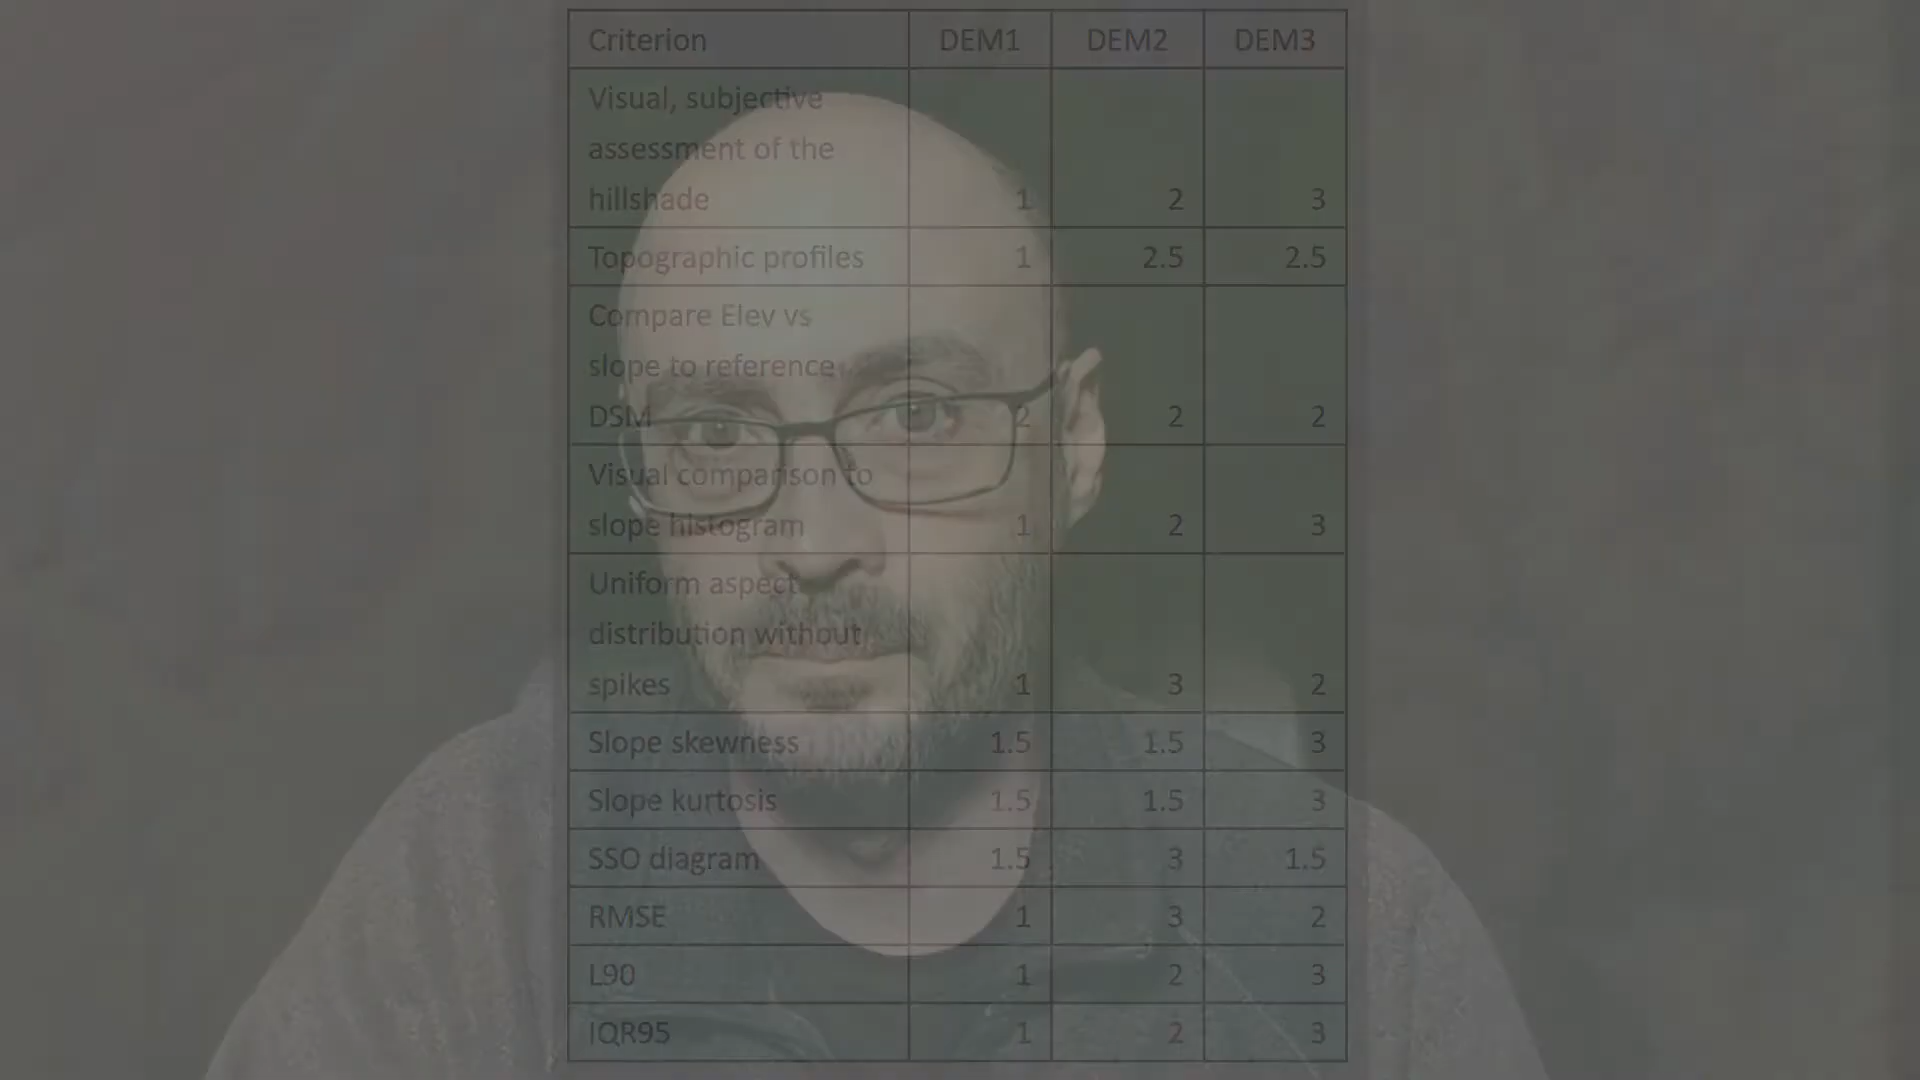 Criterion DEM1 DEM2 DEM3
Visual, subjective
assessment of the
hillshade 1 2 3
Topographic profiles 1 2.5 2.5
Compare Elev vs
slope to reference
DSM 2 2 2
Visual comparison to
slope histogram 1 2 3
Uniform aspect
distribution without
spikes 1 3 2
Slope skewness 1.5 1.5 3
Slope kurtosis 1.5 1.5 3
SSO diagram 1.5 3 1.5
RMSE 1 3 2
L90 1 2 3
IQR95 1 2 3